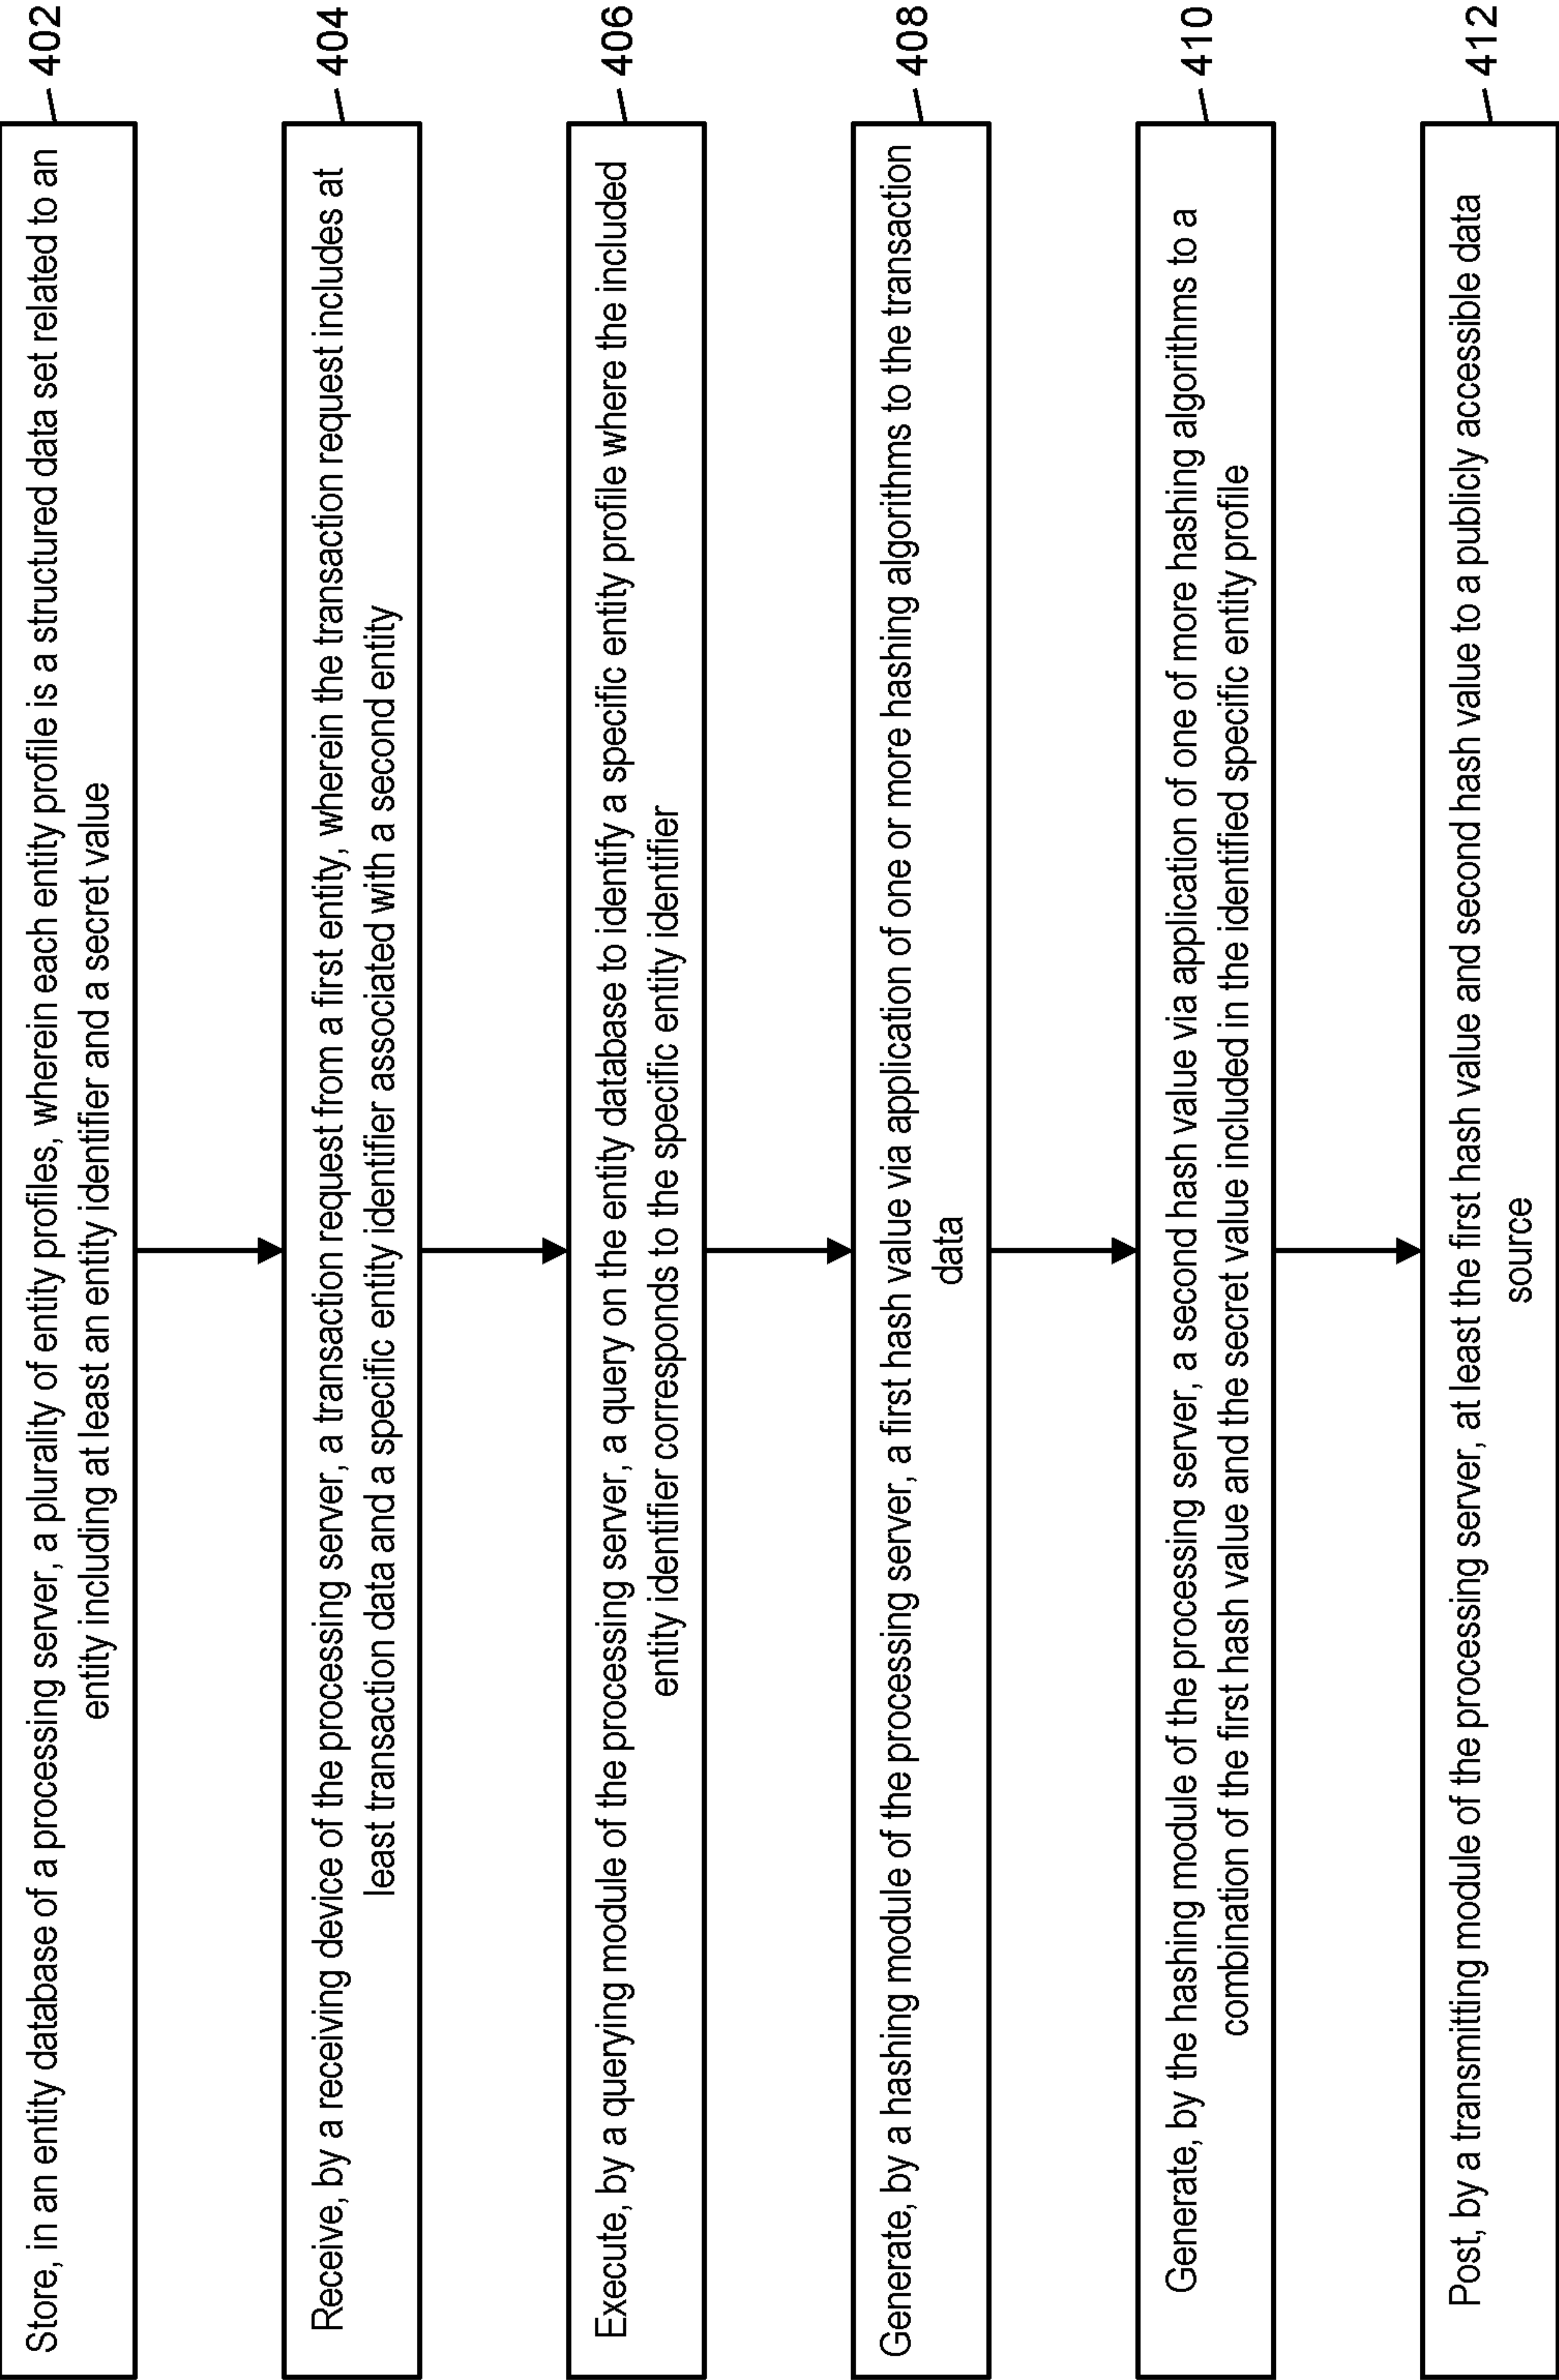 402
Store, in an entity database of a processing server, a plurality of entity profiles, wherein each entity profile is a structured data set related to an
entity including at least an entity identifier and a secret value
404
Receive, by a receiving device of the processing server, a transaction request from a first entity, wherein the transaction request includes at
least transaction data and a specific entity identifier associated with a second entity
406
Execute, by a querying module of the processing server, a query on the entity database to identify a specific entity profile where the included
entity identifier corresponds to the specific entity identifier
408
Generate, by a hashing module of the processing server, a first hash value via application of one or more hashing algorithms to the transaction
data
410
Generate, by the hashing module of the processing server, a second hash value via application of one of more hashing algorithms to a
combination of the first hash value and the secret value included in the identified specific entity profile
412
Post, by a transmitting module of the processing server, at least the first hash value and second hash value to a publicly accessible data
source